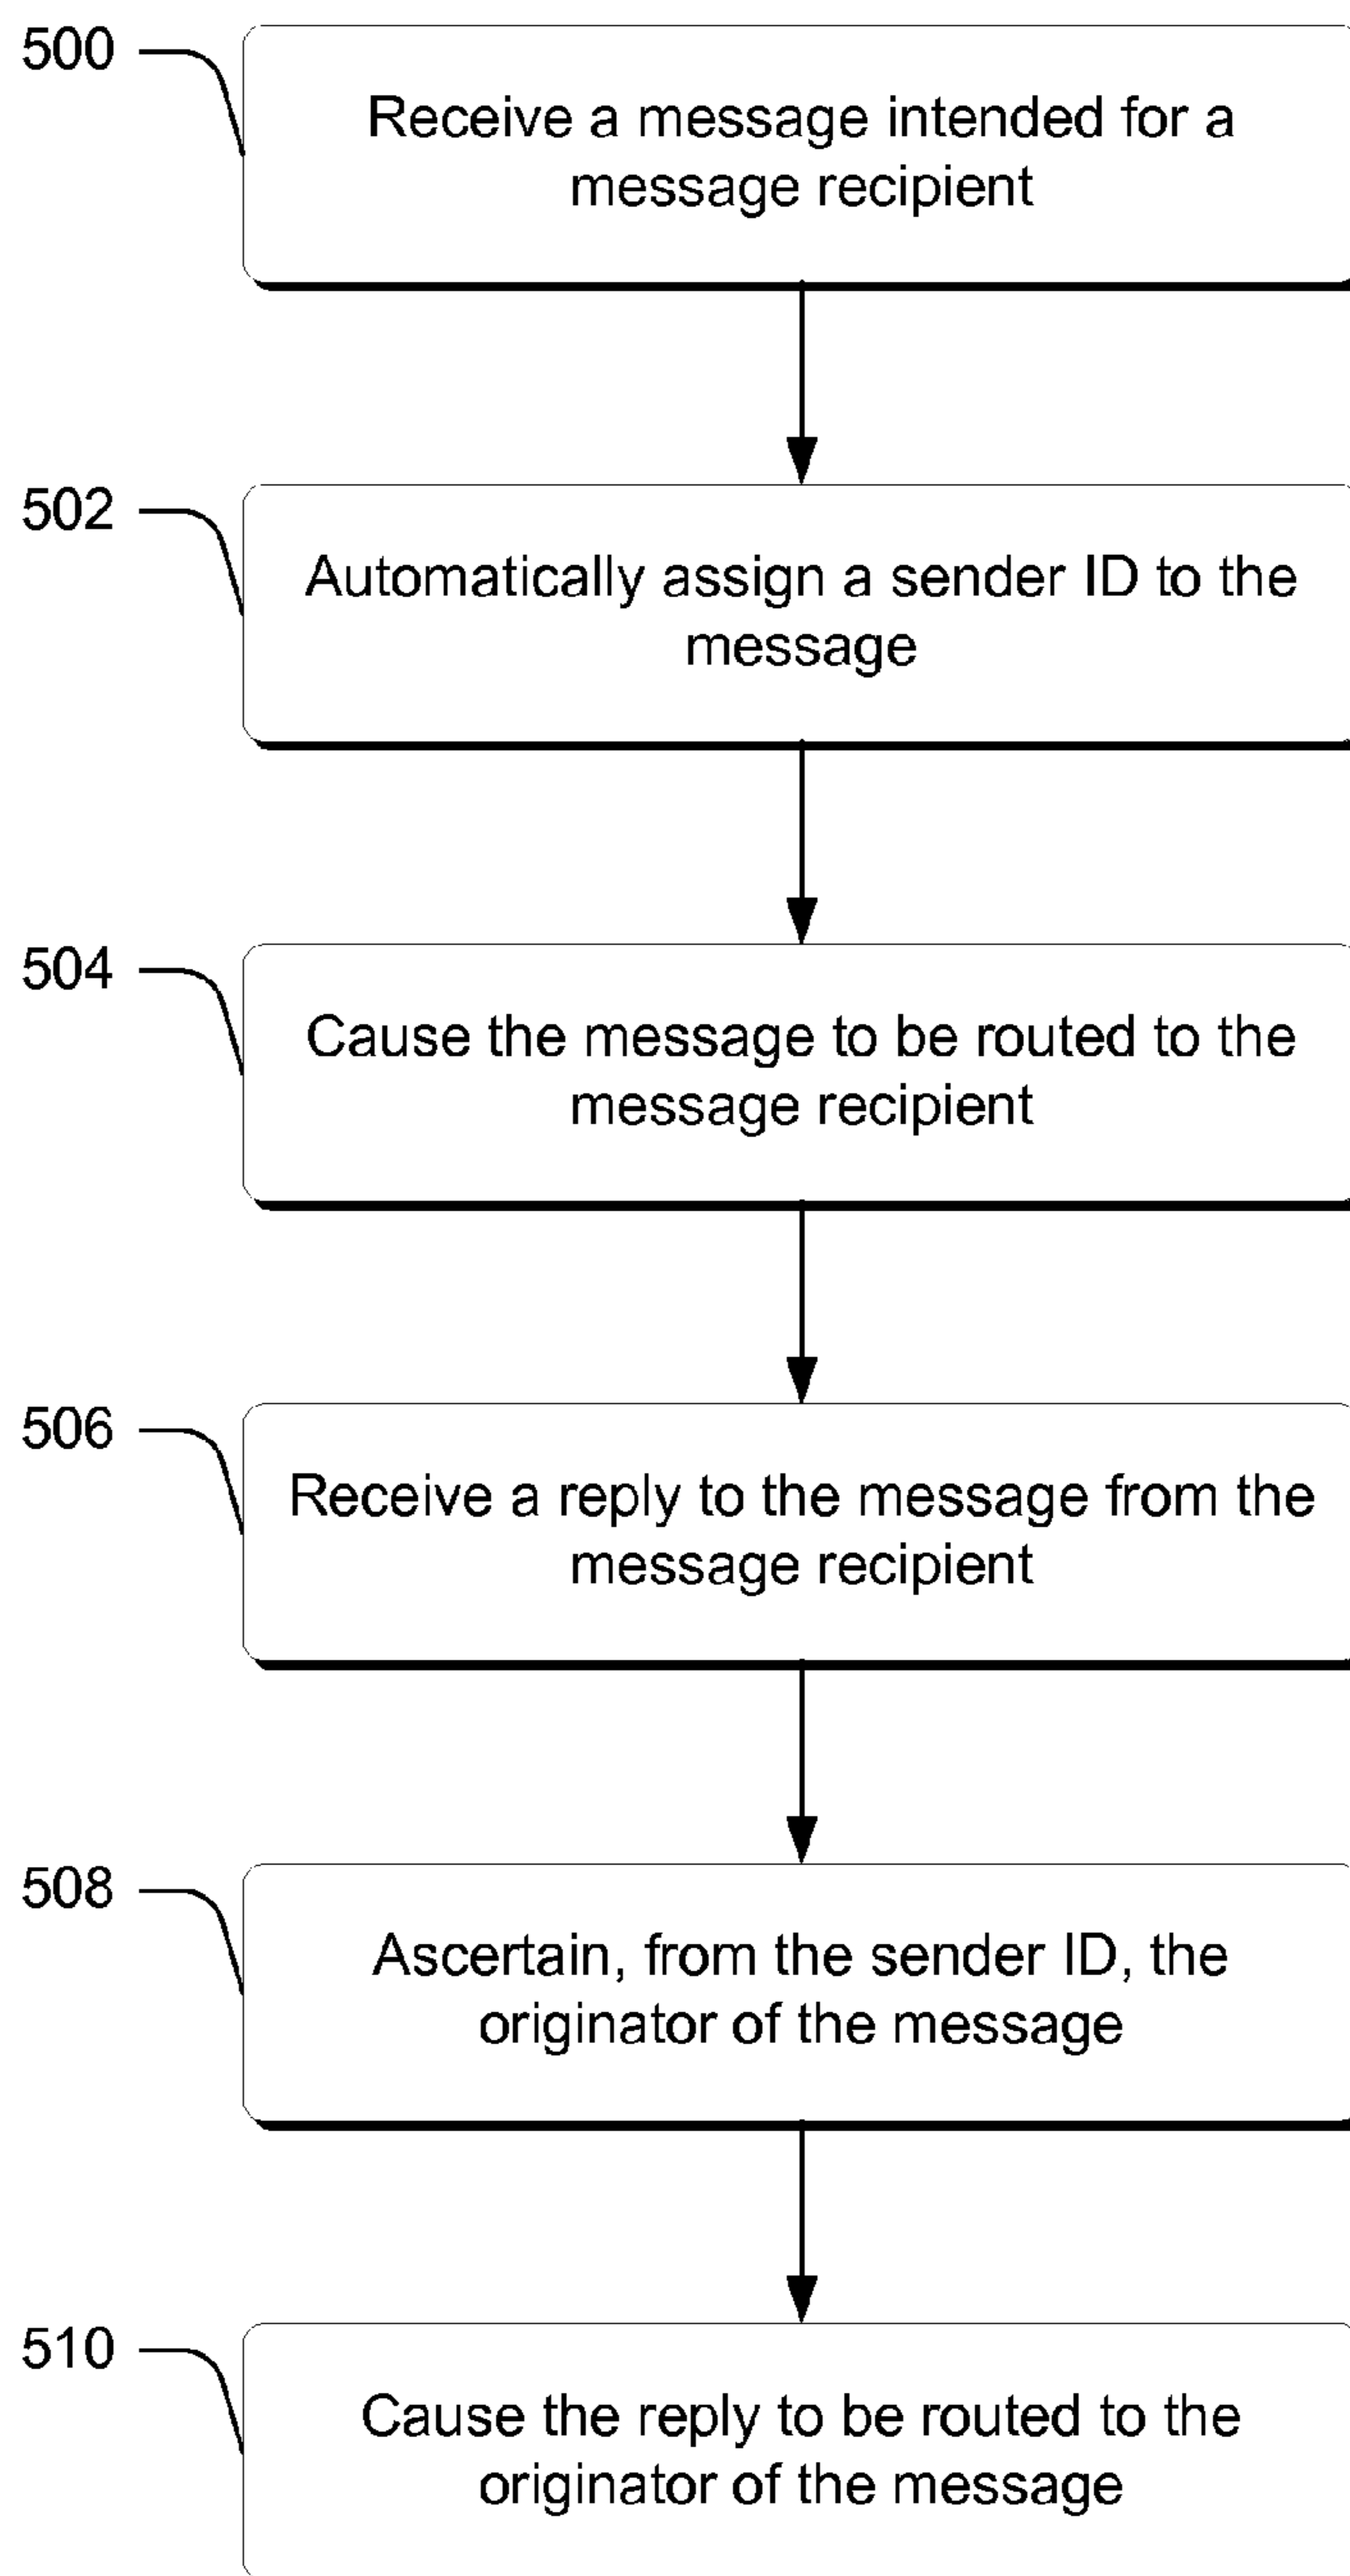 500
Receive a message intended for a
message recipient
502
Automatically assign a sender ID to the
message
504
Cause the message to be routed to the
message recipient
506
Receive a reply to the message from the
message recipient
508
Ascertain, from the sender ID, the
originator of the message
510
Cause the reply to be routed to the
originator of the message